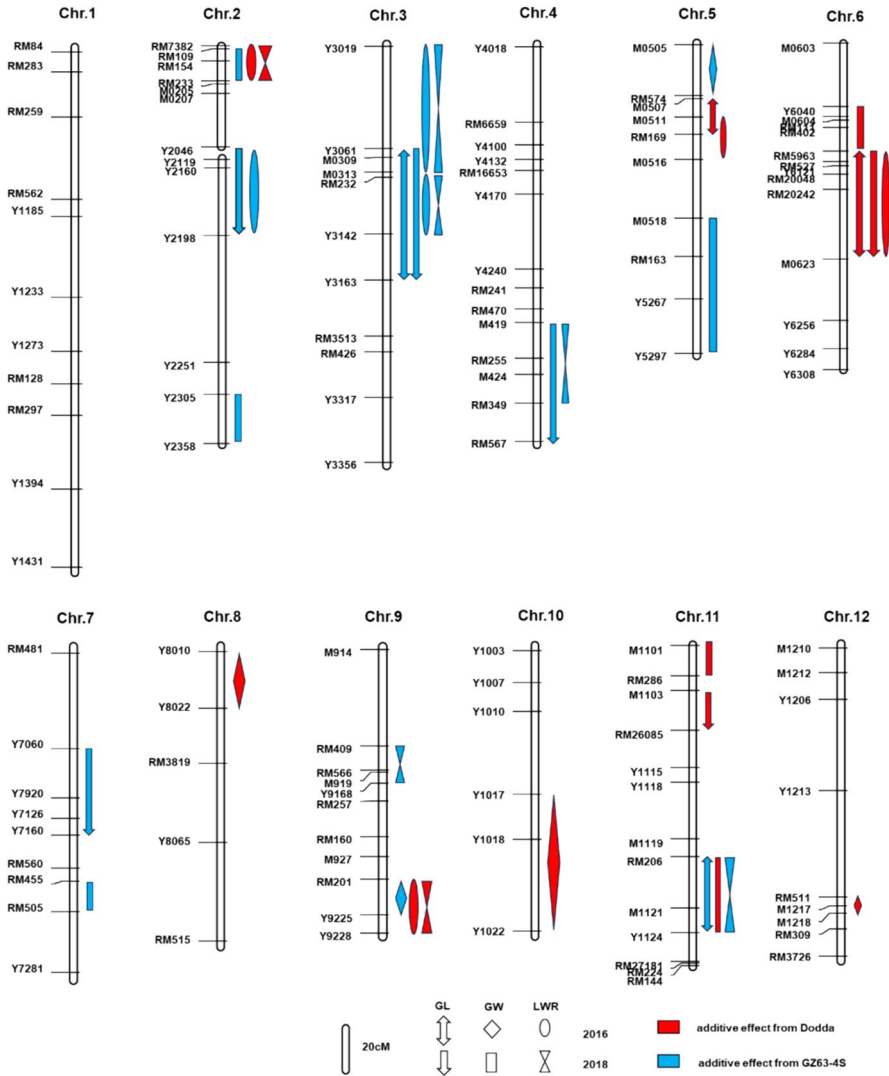 Chr.1
RM84
RM283
RM259
RM562
Y1185
Y1233
Y1273
RM128
RM297
Y1394
Y1431
Chr.2
RM7382
RM109
RM154
RM233
M0205
M0207
Y2046
Y2119
Y2160
Y2198
Y2251
Y2305
Y2358
Chr.3
Y3019
Y3061
M0309
M0313
RM232
Y3142
Y3163
RM3513
RM426
Y3317
Y3356
Chr.4
Y4018
RM6659
Y4100
Y4132
RM16653
Y4170
Y4240
RM241
RM470
M419
RM255
M424
RM349
RM567
Chr.5
M0505
RM574
M0507
M0511
RM169
M0516
M0518
RM163
Y5267
Y5297
Chr.6
M0603
Y6040
M0604
RM402
RM5963
RM527
Y6121
RM20048
RM20242
M0623
Y6256
Y6284
Y6308
Chr.7
RM481
Y7060
Y7920
Y7126
Y7160
RM560
RM455
RM505
Y7281
Chr.8
Y8010
Y8022
RM3819
Y8065
RM515
Chr.9
M914
RM409
RM566
M919
Y9168
RM257
RM160
M927
RM201
Y9225
Y9228
Chr.10
Y1003
Y1007
Y1010
Y1017
Y1018
Y1022
Chr.11
M1101
RM286
M1103
RM26085
Y1115
Y1118
M1119
RM206
M1121
Y1124
RM27181
RM224
RM144
Chr.12
M1210
M1212
Y1206
Y1213
RM511
M1217
M1218
RM309
RM3726
20cM
GL GW LWR
2016
2018
additive effect from Dodda
additive effect from GZ63-4S